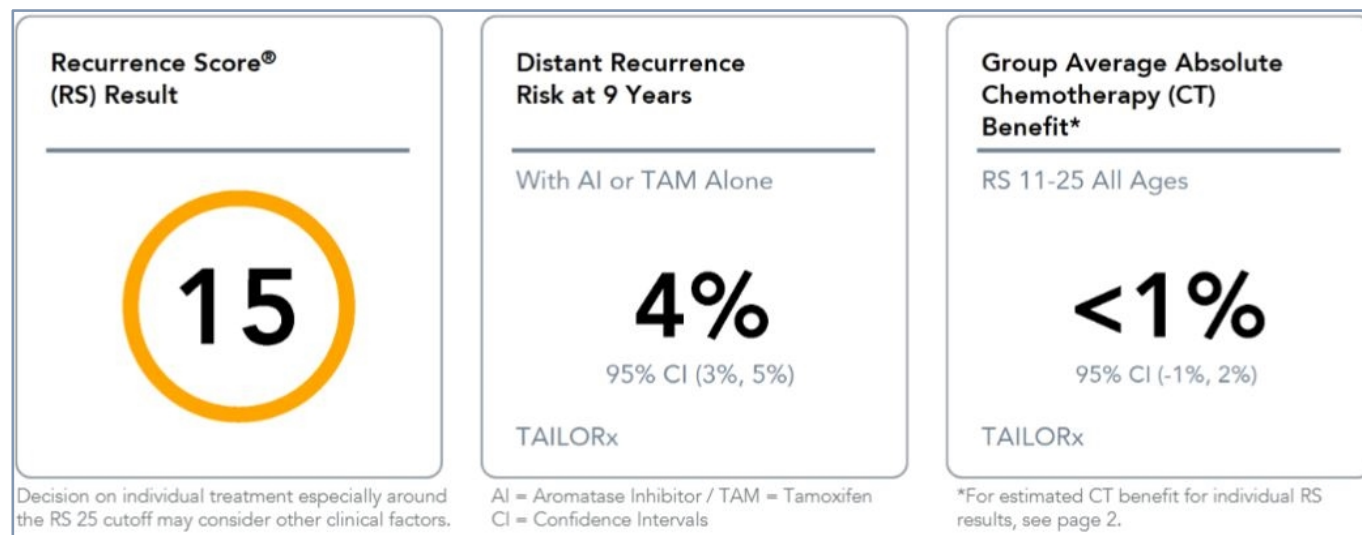 Recurrence Score®
(RS) Result
15
Decision on individual treatment especially around
the RS 25 cutoff may consider other clinical factors.
Distant Recurrence
Risk at 9 Years
With AI or TAM Alone
4%
95% CI (3%, 5%)
TAILORx
AI = Aromatase Inhibitor / TAM = Tamoxifen
CI = Confidence Intervals
Group Average Absolute
Chemotherapy (CT)
Benefit*
RS 11-25 All Ages
<1%
95% CI (-1%, 2%)
TAILORx
*For estimated CT benefit for individual RS
results, see page 2.